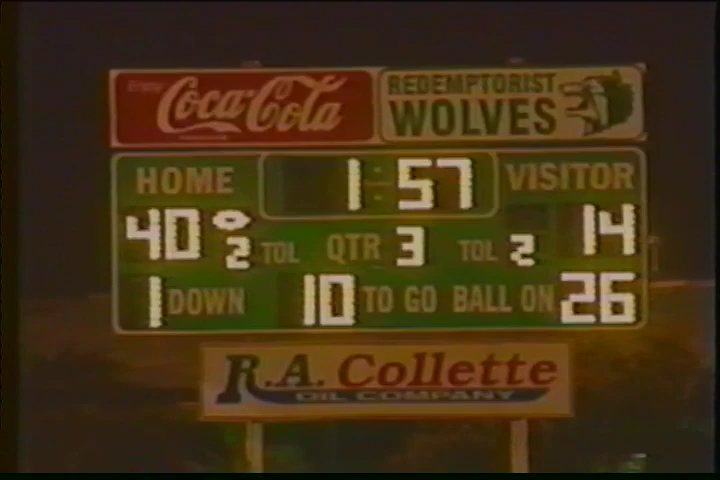 Enjoy
Coca-Cola
REDEMPTORIST
WOLVES
HOME 1:57 VISITOR
40 2 TOL QTR 3 TOL 2 14
1 DOWN 10 TO GO BALL ON 26
R.A. Collette
OIL COMPANY